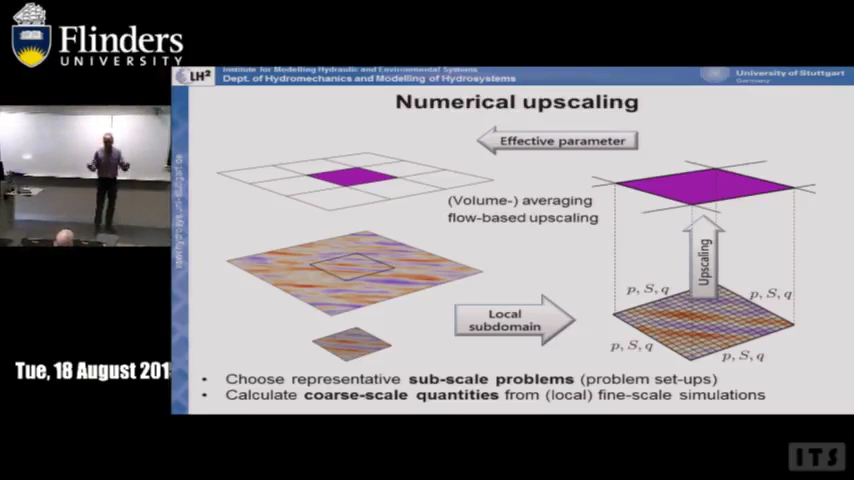 Flinders
UNIVERSITY
LH²
Institute for Modelling Hydraulic and Environmental Systems
Dept. of Hydromechanics and Modelling of Hydrosystems
University of Stuttgart
Germany
Numerical upscaling
Effective parameter
(Volume-) averaging
flow-based upscaling
Upscaling
p, S, q
p, S, q
Local
subdomain
p, S, q
p, S, q
Tue, 18 August 201
• Choose representative sub-scale problems (problem set-ups)
• Calculate coarse-scale quantities from (local) fine-scale simulations
ITS